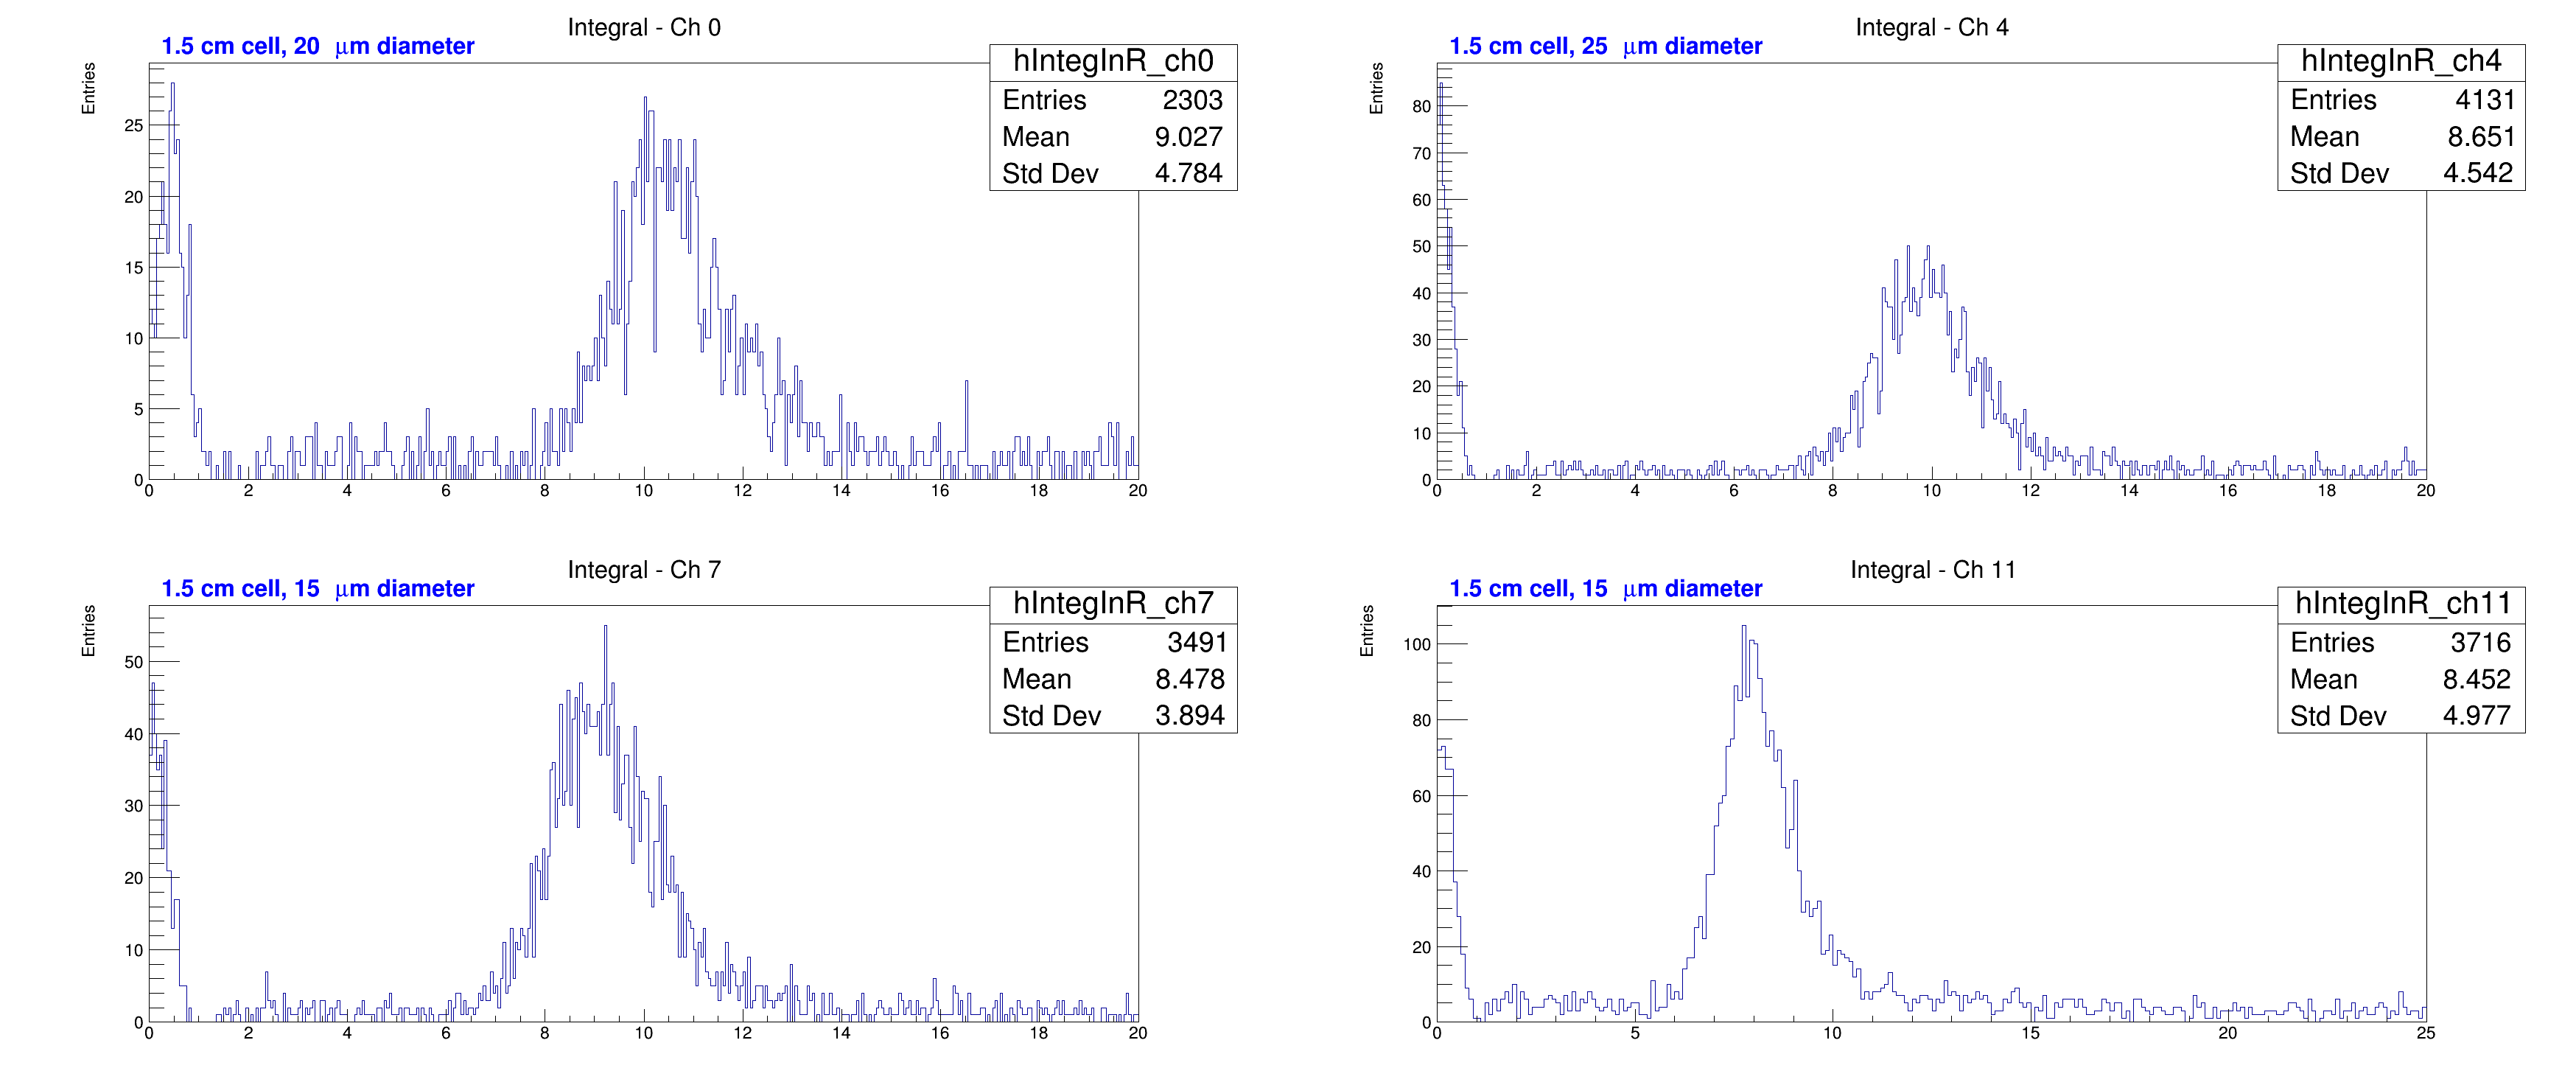 Integral - Ch 0
1.5 cm cell, 20 μm diameter
Entries
hIntegInR_ch0
Entries 2303
Mean 9.027
Std Dev 4.784
25
20
15
10
5
0
0 2 4 6 8 10 12 14 16 18 20
Integral - Ch 4
1.5 cm cell, 25 μm diameter
Entries
hIntegInR_ch4
Entries 4131
Mean 8.651
Std Dev 4.542
80
70
60
50
40
30
20
10
0
0 2 4 6 8 10 12 14 16 18 20
Integral - Ch 7
1.5 cm cell, 15 μm diameter
Entries
hIntegInR_ch7
Entries 3491
Mean 8.478
Std Dev 3.894
50
40
30
20
10
0
0 2 4 6 8 10 12 14 16 18 20
Integral - Ch 11
1.5 cm cell, 15 μm diameter
Entries
hIntegInR_ch11
Entries 3716
Mean 8.452
Std Dev 4.977
100
80
60
40
20
0
0 5 10 15 20 25